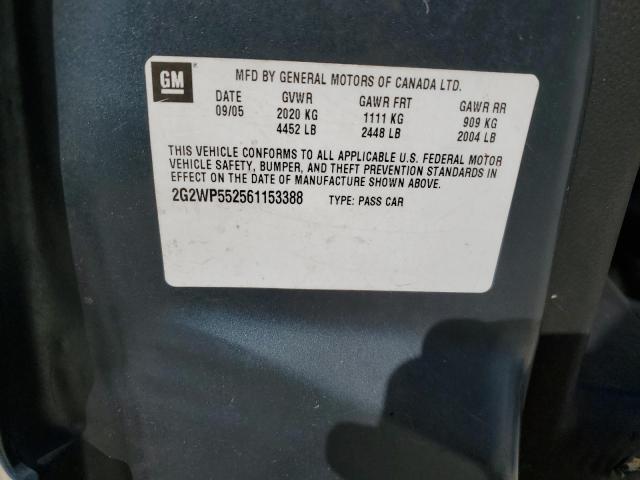 GM
MFD BY GENERAL MOTORS OF CANADA LTD.
DATE GVWR GAWR FRT GAWR RR
09/05 2020 KG 1111 KG 909 KG
4452 LB 2448 LB 2004 LB
THIS VEHICLE CONFORMS TO ALL APPLICABLE U.S. FEDERAL MOTOR
VEHICLE SAFETY, BUMPER, AND THEFT PREVENTION STANDARDS IN
EFFECT ON THE DATE OF MANUFACTURE SHOWN ABOVE.
2G2WP552561153388 TYPE: PASS CAR